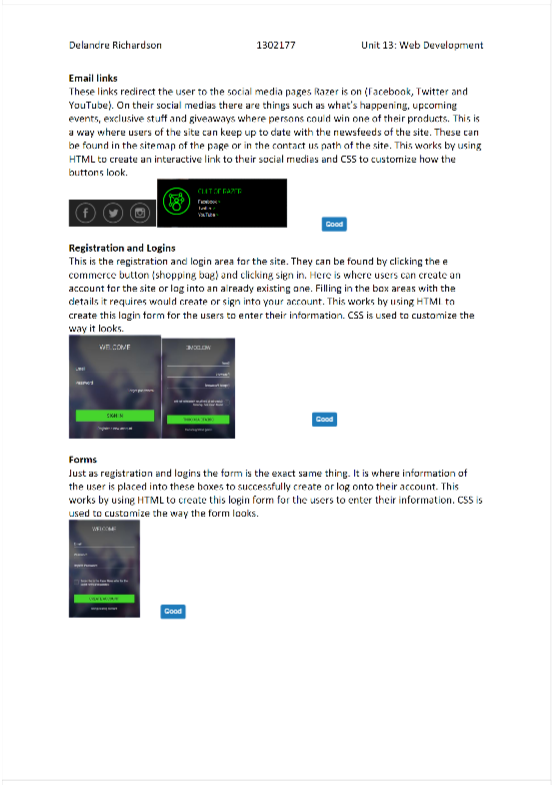 Delandre Richardson 1302177 Unit 13: Web Development
Email links
These links redirect the user to the social media pages Razer is on (Facebook, Twitter and
YouTube). On their social medias there are things such as what's happening, upcoming
events, exclusive stuff and giveaways where persons could win one of their products. This is
a way where users of the site can keep up to date with the newsfeeds of the site. These can
be found in the sitemap of the page or in the contact us path of the site. This works by using
HTML to create an interactive link to their social medias and CSS to customize how the
buttons look.
CULT OF RAZER
Facebook
YouTube
Good
Registration and Logins
This is the registration and login area for the site. They can be found by clicking the e
commerce button (shopping bag) and clicking sign in. Here is where users can create an
account for the site or log into an already existing one. Filling in the box areas with the
details it requires would create or sign into your account. This works by using HTML to
create this login form for the users to enter their information. CSS is used to customize the
way it looks.
WELCOME
Password
SIGN IN
Good
Forms
Just as registration and logins the form is the exact same thing. It is where information of
the user is placed into these boxes to successfully create or log onto their account. This
works by using HTML to create this login form for the users to enter their information. CSS is
used to customize the way the form looks.
WELCOME
Good